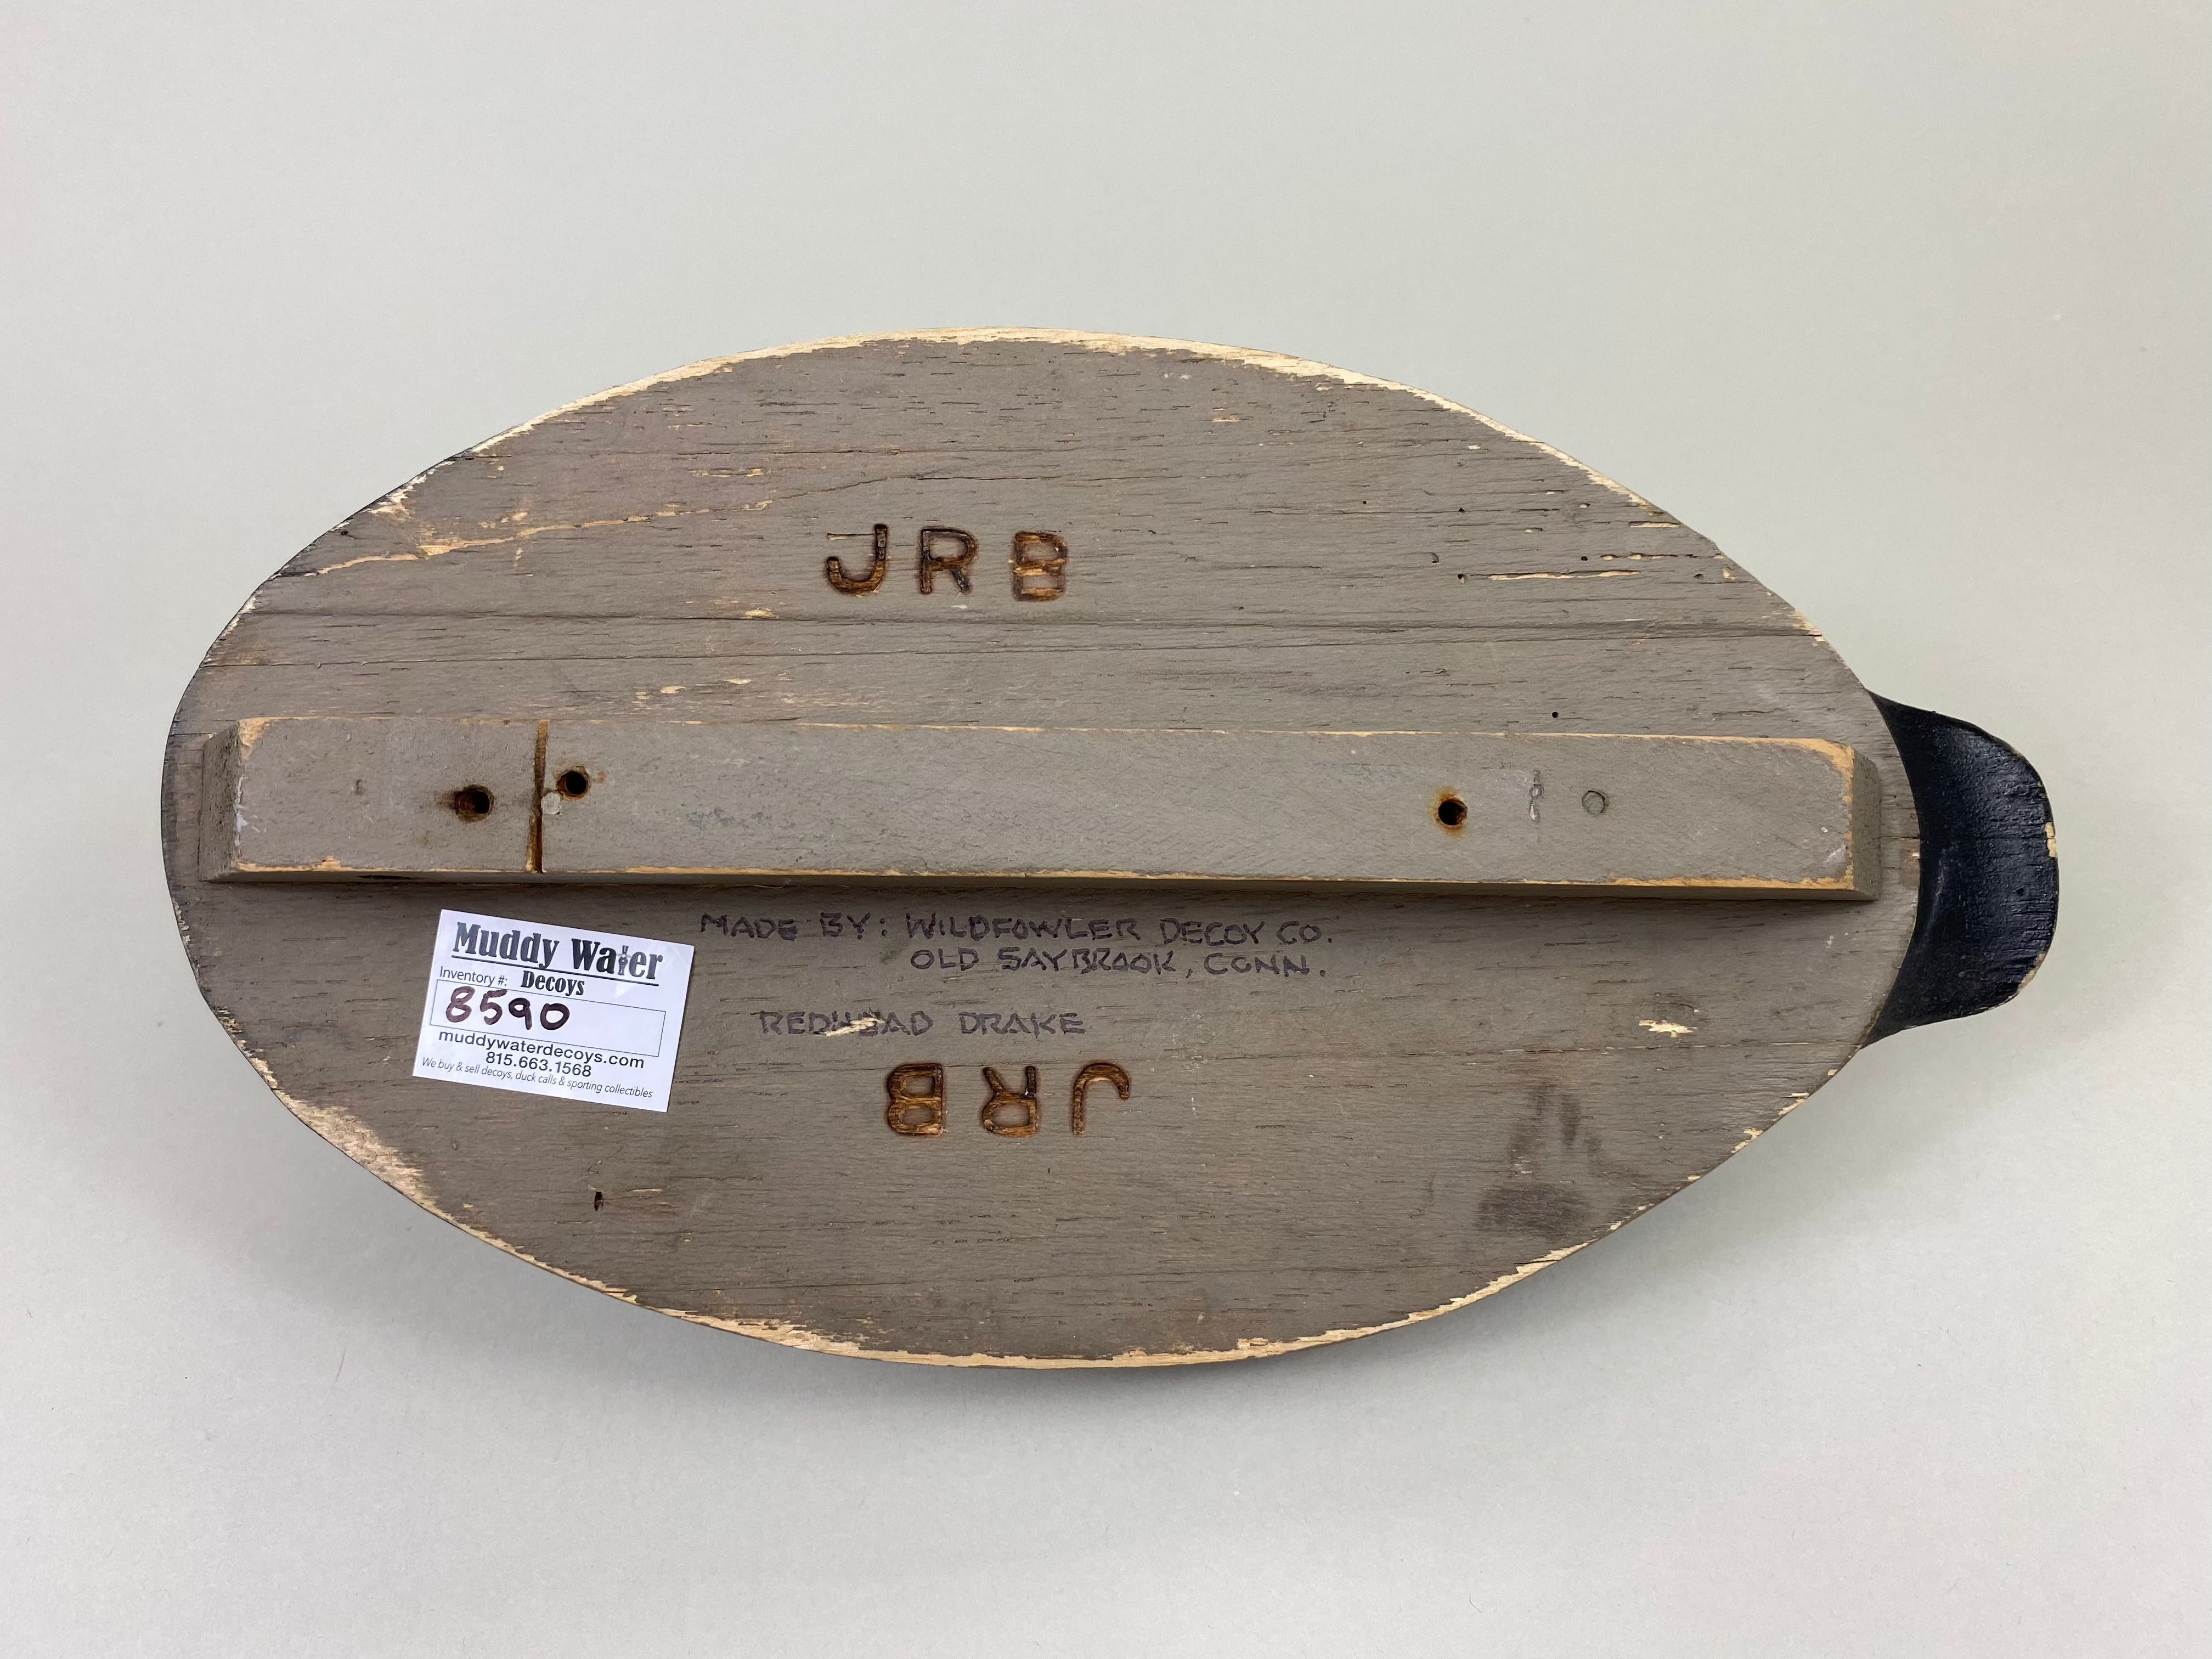 JRB
MADE BY: WILDFOWLER DECOY CO.
OLD SAYBROOK, CONN.
REDHEAD DRAKE
JRB
Muddy Water
Decoys
Inventory #:
8590
muddywaterdecoys.com
815.663.1568
We buy & sell decoys, duck calls & sporting collectibles